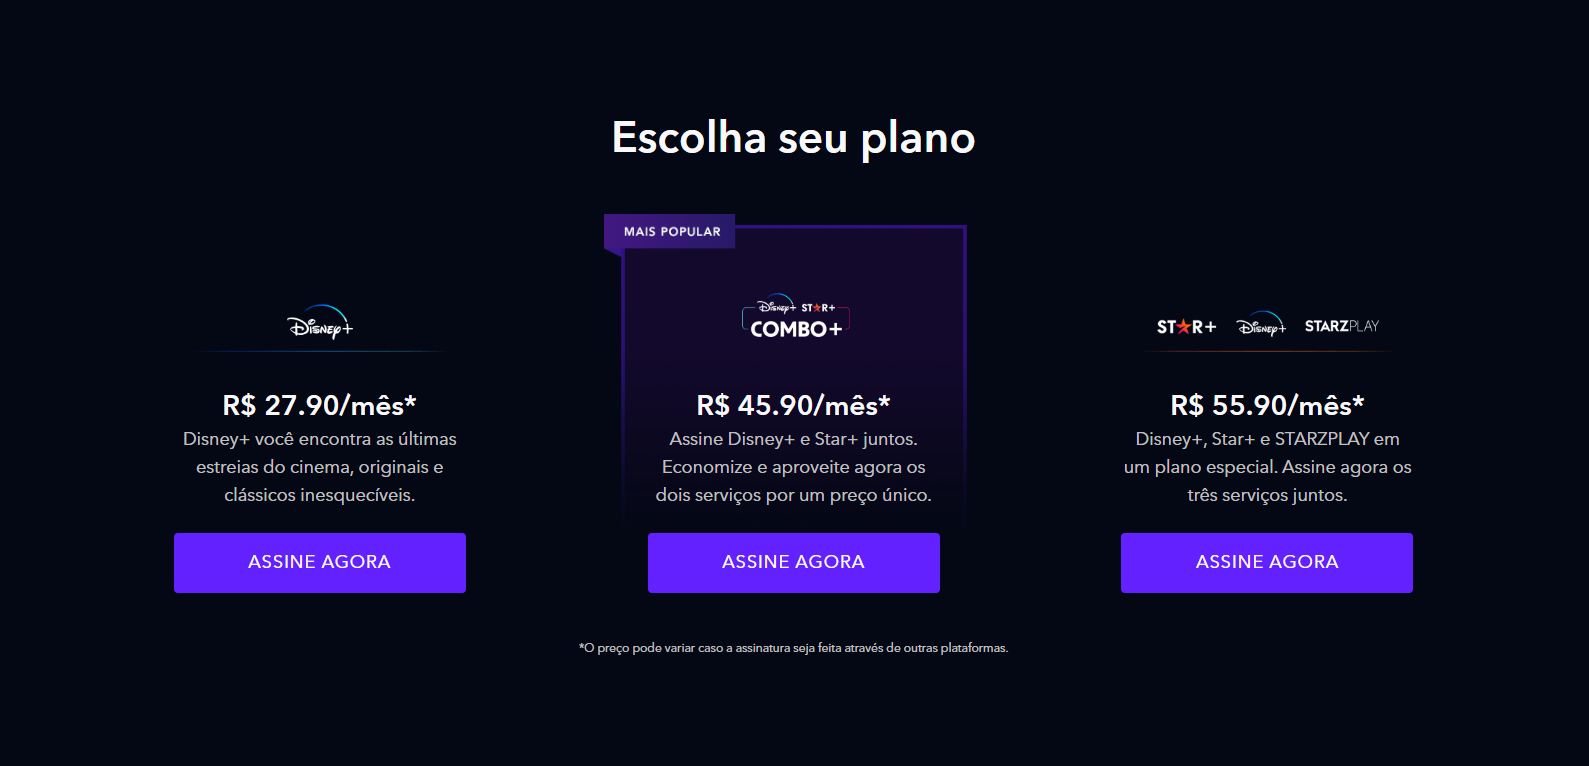 Escolha seu plano
MAIS POPULAR
Disney+
R$ 27.90/mês*
Disney+ você encontra as últimas
estreias do cinema, originais e
clássicos inesquecíveis.
ASSINE AGORA
Disney+ STAR+
COMBO+
R$ 45.90/mês*
Assine Disney+ e Star+ juntos.
Economize e aproveite agora os
dois serviços por um preço único.
ASSINE AGORA
STAR+ Disney+ STARZPLAY
R$ 55.90/mês*
Disney+, Star+ e STARZPLAY em
um plano especial. Assine agora os
três serviços juntos.
ASSINE AGORA
*O preço pode variar caso a assinatura seja feita através de outras plataformas.